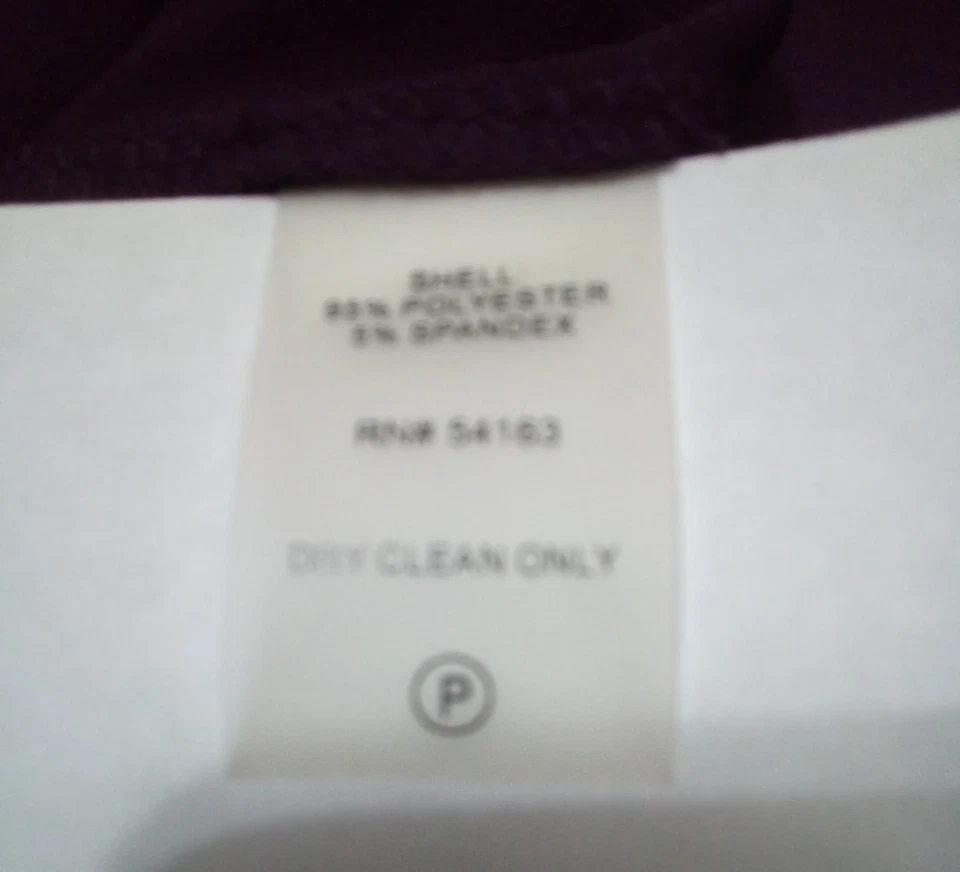 SHELL:
95% POLYESTER
5% SPANDEX
RN# 54163
DRY CLEAN ONLY
P